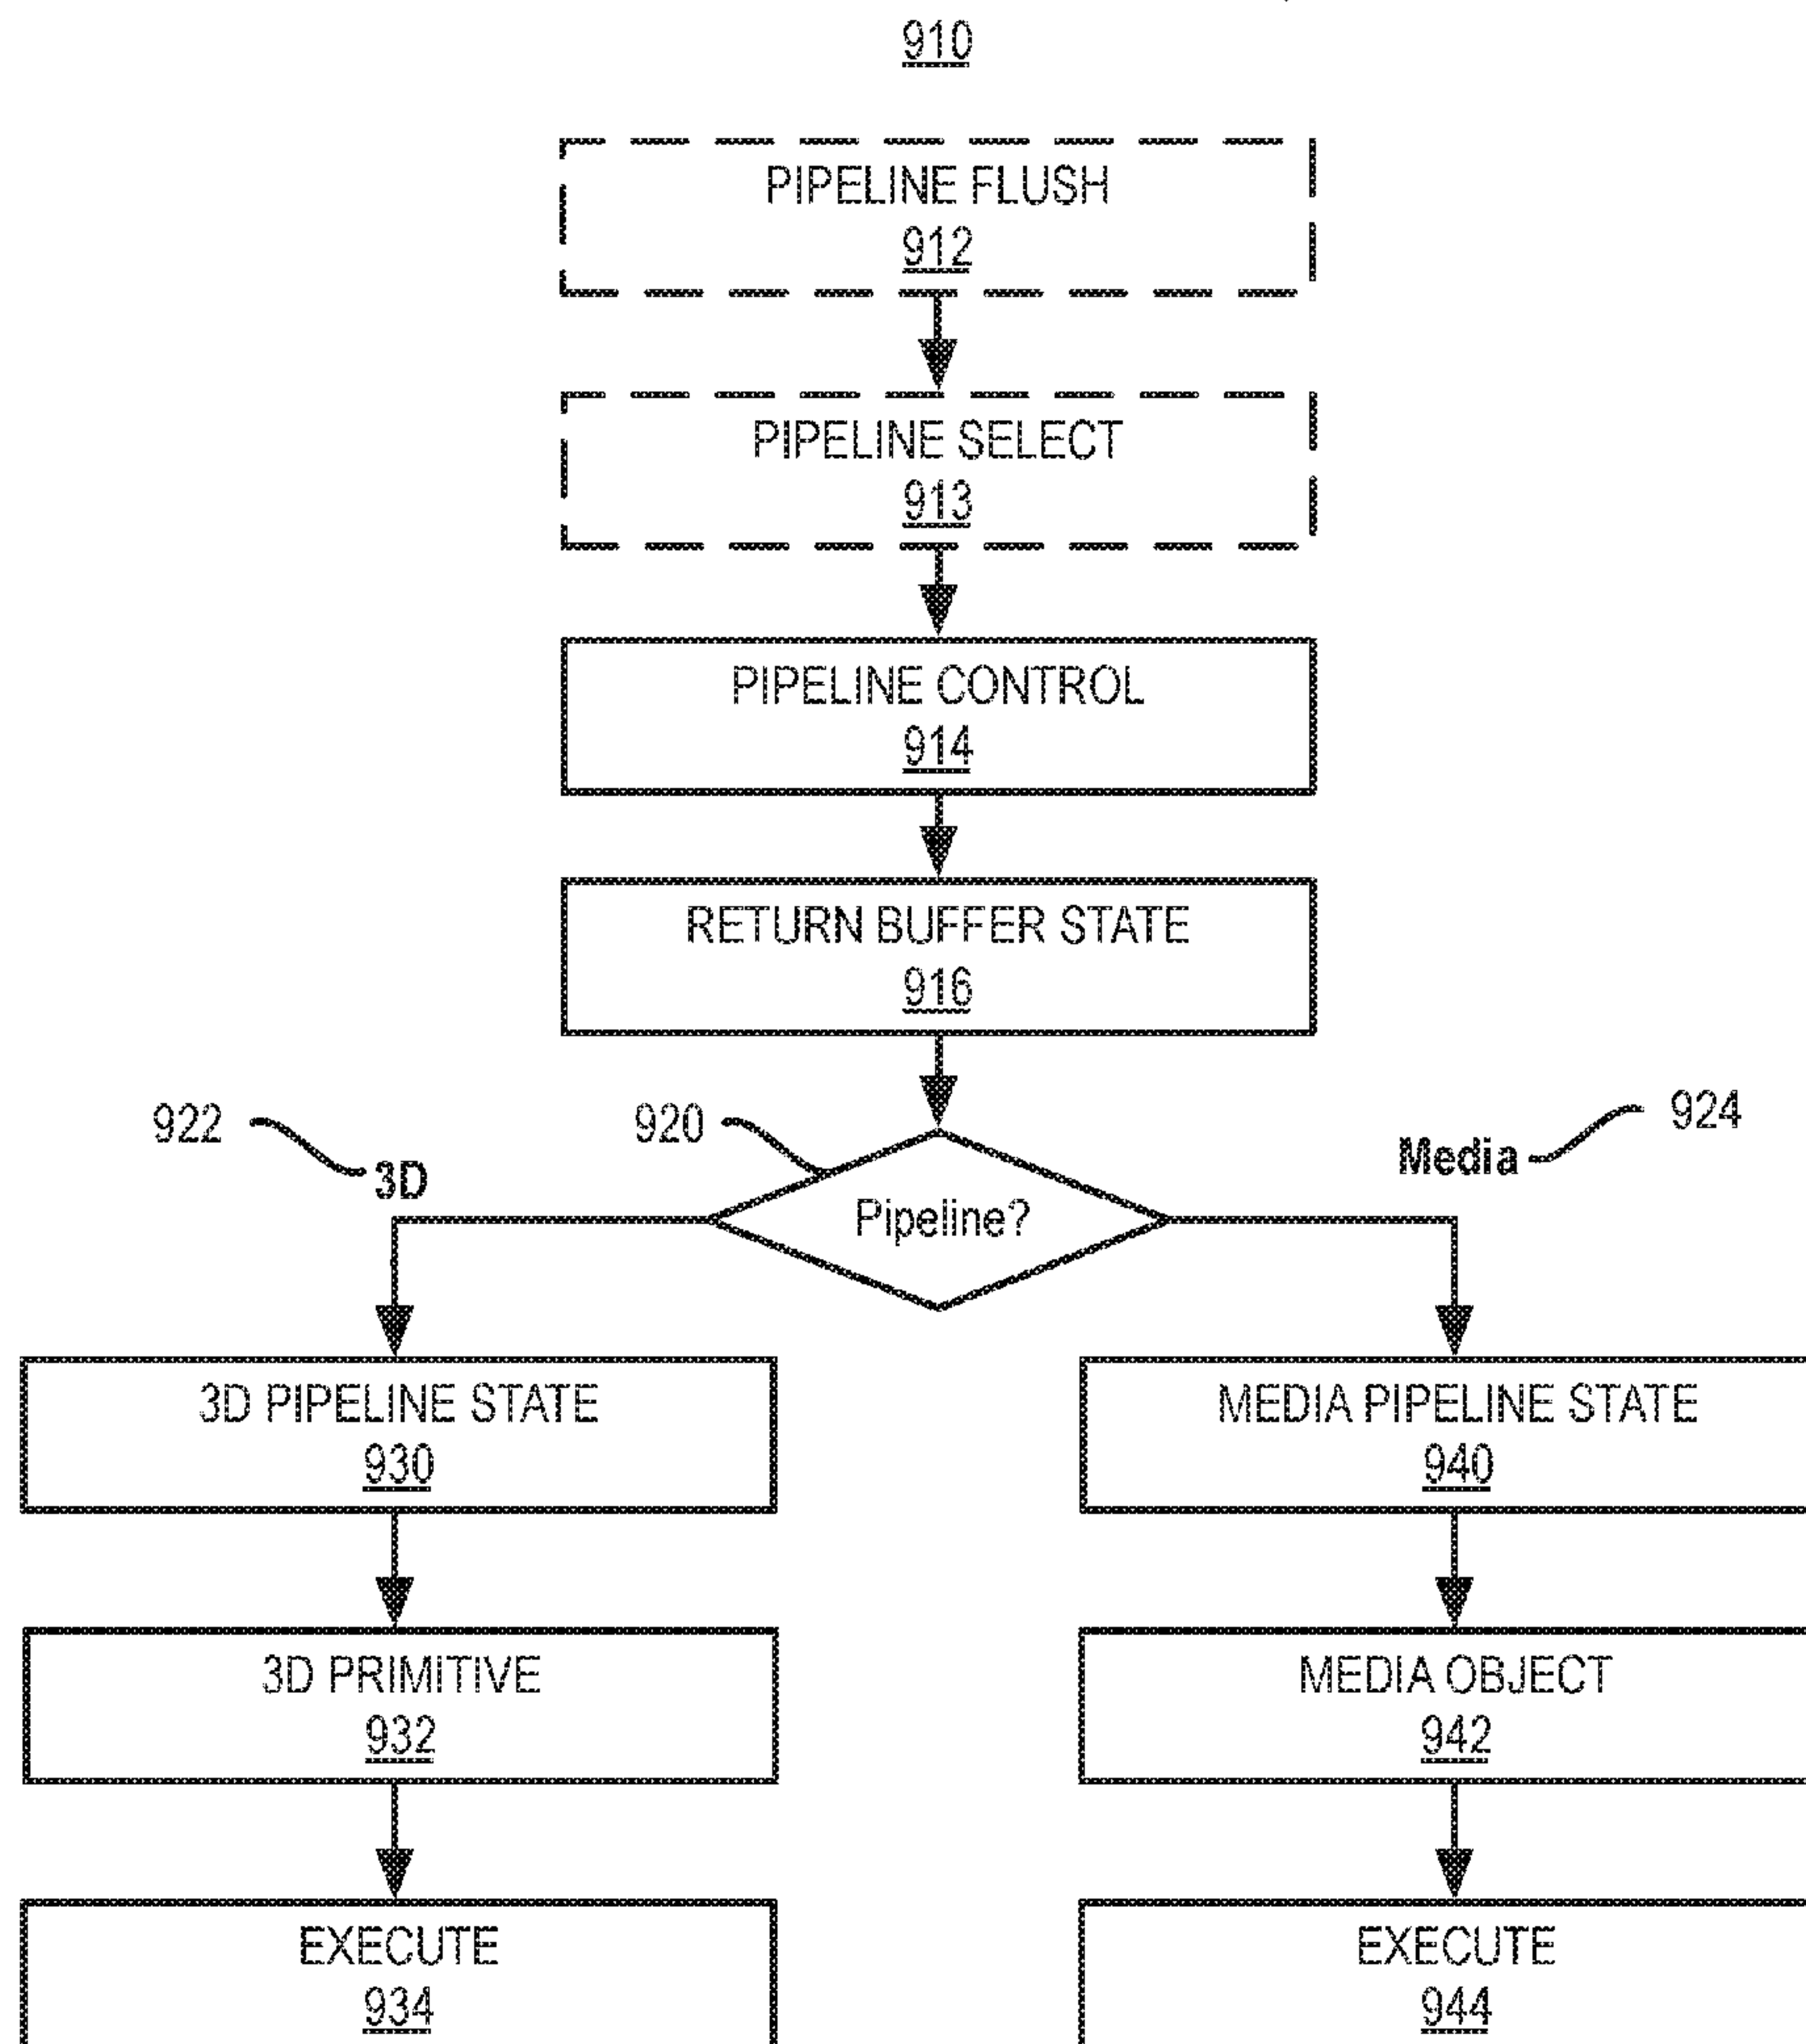 910
PIPELINE FLUSH
912
PIPELINE SELECT
913
PIPELINE CONTROL
914
RETURN BUFFER STATE
916
922
920
924
3D
Media
Pipeline?
3D PIPELINE STATE
930
MEDIA PIPELINE STATE
940
3D PRIMITIVE
932
MEDIA OBJECT
942
EXECUTE
934
EXECUTE
944